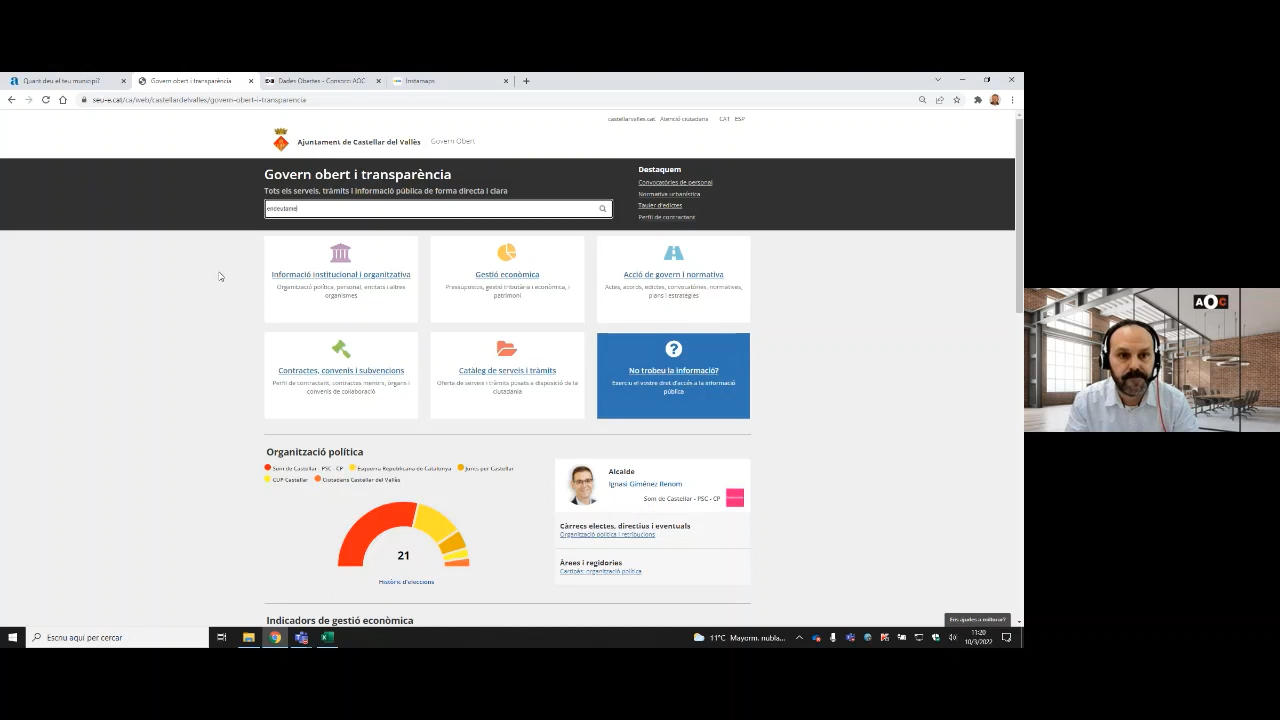 Quant deu el teu municipi?
Govern obert i transparència
Dades Obertes - Consorci AOC
Instamaps
seu-e.cat/ca/web/castellardelvalles/govern-obert-i-transparencia
castellarvalles.cat Atenció ciutadana CAT ESP
Ajuntament de Castellar del Vallès Govern Obert
Govern obert i transparència
Tots els serveis, tràmits i informació pública de forma directa i clara
endeutame
Destaquem
Convocatòries de personal
Normativa urbanística
Tauler d'edictes
Perfil de contractant
Informació institucional i organitzativa
Organització política, personal, entitats i altres
organismes
Gestió econòmica
Pressupostos, gestió tributària i econòmica, i
patrimoni
Acció de govern i normativa
Actes, acords, edictes, convocatòries, normatives,
plans i estratègies
Contractes, convenis i subvencions
Perfil de contractant, contractes menors, òrgans i
convenis de col·laboració
Catàleg de serveis i tràmits
Oferta de serveis i tràmits posats a disposició de la
ciutadania
?
No trobeu la informació?
Exerciu el vostre dret d'accés a la informació
pública
Organització política
Som de Castellar - PSC - CP Esquerra Republicana de Catalunya Junts per Castellar
CUP Castellar Ciutadans Castellar del Vallès
21
Històric d'eleccions
Alcalde
Ignasi Giménez Renom
Som de Castellar - PSC - CP
Càrrecs electes, directius i eventuals
Organització política i retribucions
Àrees i regidories
Cartipàs: organització política
Indicadors de gestió econòmica
Ens ajudes a millorar?
Escriu aquí per cercar
11°C Mayorm. nubla...
11:20
10/3/2022
AOC